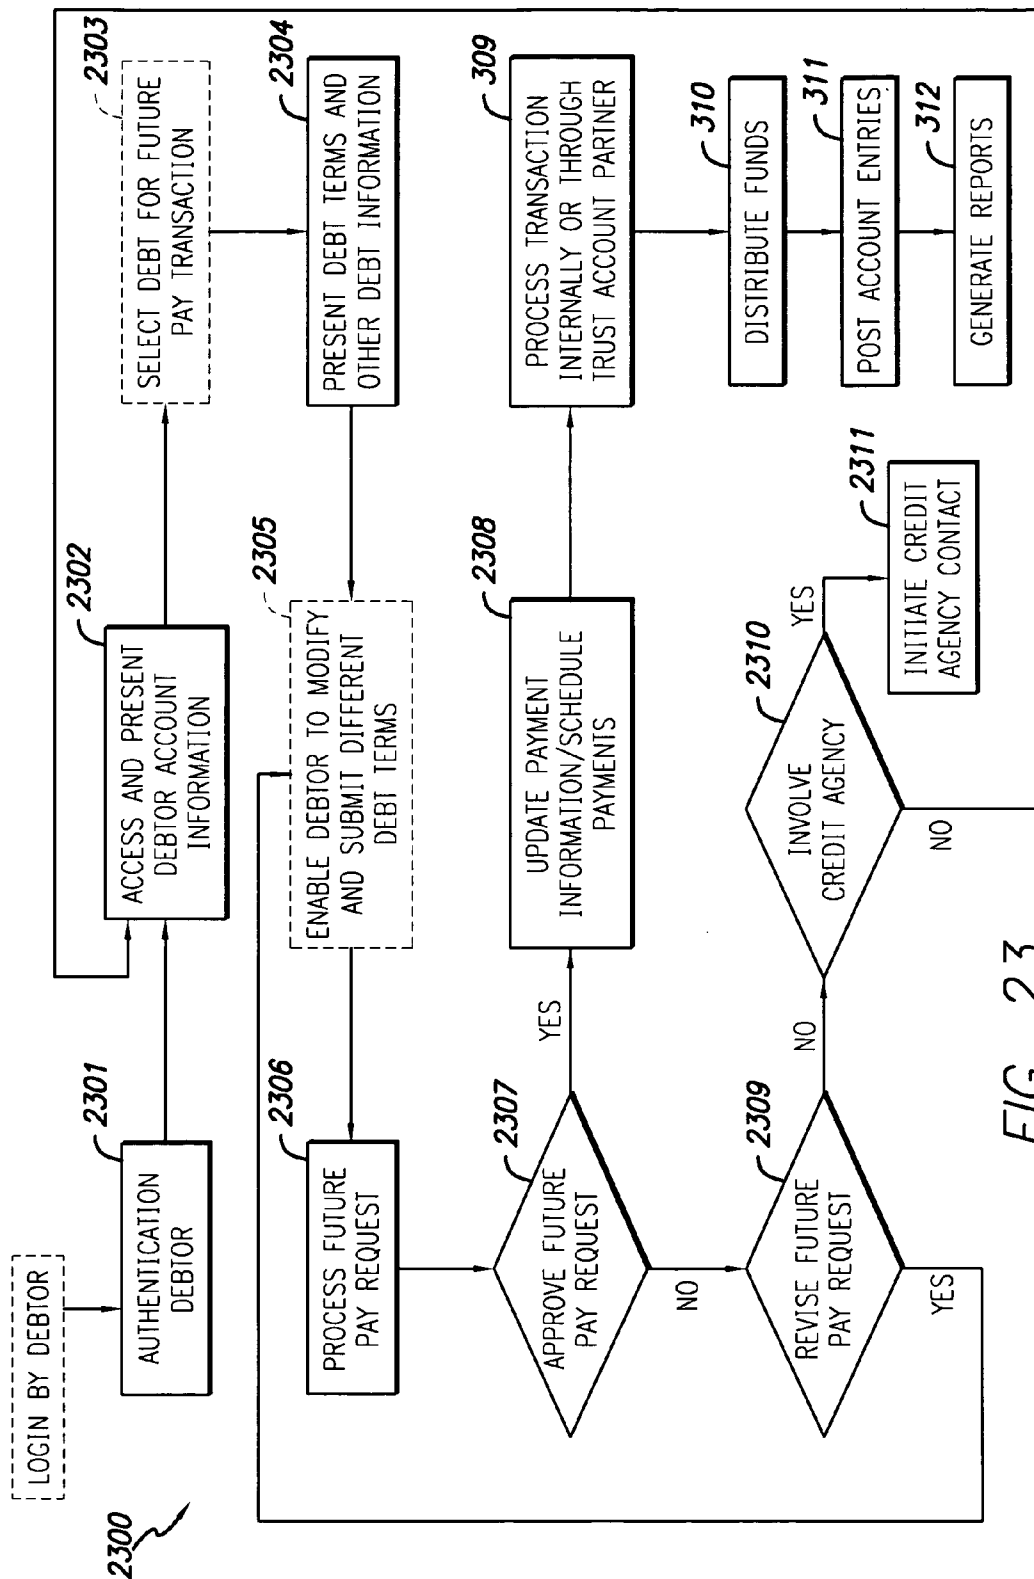 2300
LOGIN BY DEBTOR
2301
AUTHENTICATION
DEBTOR
2302
ACCESS AND PRESENT
DEBTOR ACCOUNT
INFORMATION
2303
SELECT DEBT FOR FUTURE
PAY TRANSACTION
2304
PRESENT DEBT TERMS AND
OTHER DEBT INFORMATION
2305
ENABLE DEBTOR TO MODIFY
AND SUBMIT DIFFERENT
DEBT TERMS
2306
PROCESS FUTURE
PAY REQUEST
2307
APPROVE FUTURE
PAY REQUEST
YES
NO
2308
UPDATE PAYMENT
INFORMATION/SCHEDULE
PAYMENTS
309
PROCESS TRANSACTION
INTERNALLY OR THROUGH
TRUST ACCOUNT PARTNER
310
DISTRIBUTE FUNDS
311
POST ACCOUNT ENTRIES
312
GENERATE REPORTS
2309
REVISE FUTURE
PAY REQUEST
NO
YES
2310
INVOLVE
CREDIT AGENCY
YES
NO
2311
INITIATE CREDIT
AGENCY CONTACT
FIG. 23